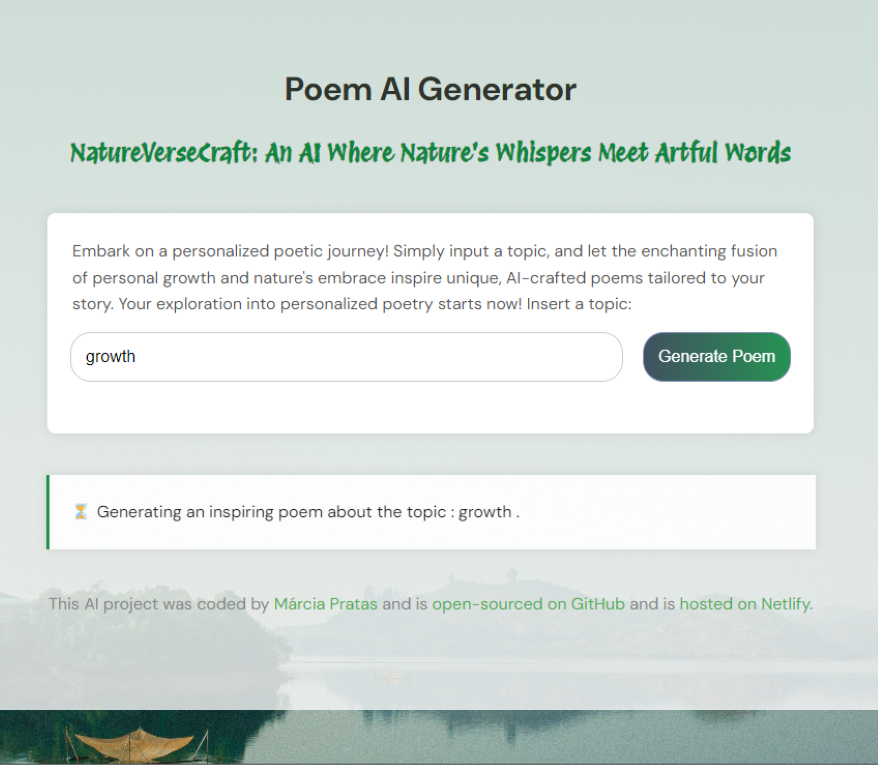 Poem AI Generator
NatureVerseCraft: An AI Where Nature's Whispers Meet Artful Words
Embark on a personalized poetic journey! Simply input a topic, and let the enchanting fusion
of personal growth and nature's embrace inspire unique, AI-crafted poems tailored to your
story. Your exploration into personalized poetry starts now! Insert a topic:
growth
Generate Poem
⏳ Generating an inspiring poem about the topic : growth .
This AI project was coded by Márcia Pratas and is open-sourced on GitHub and is hosted on Netlify.